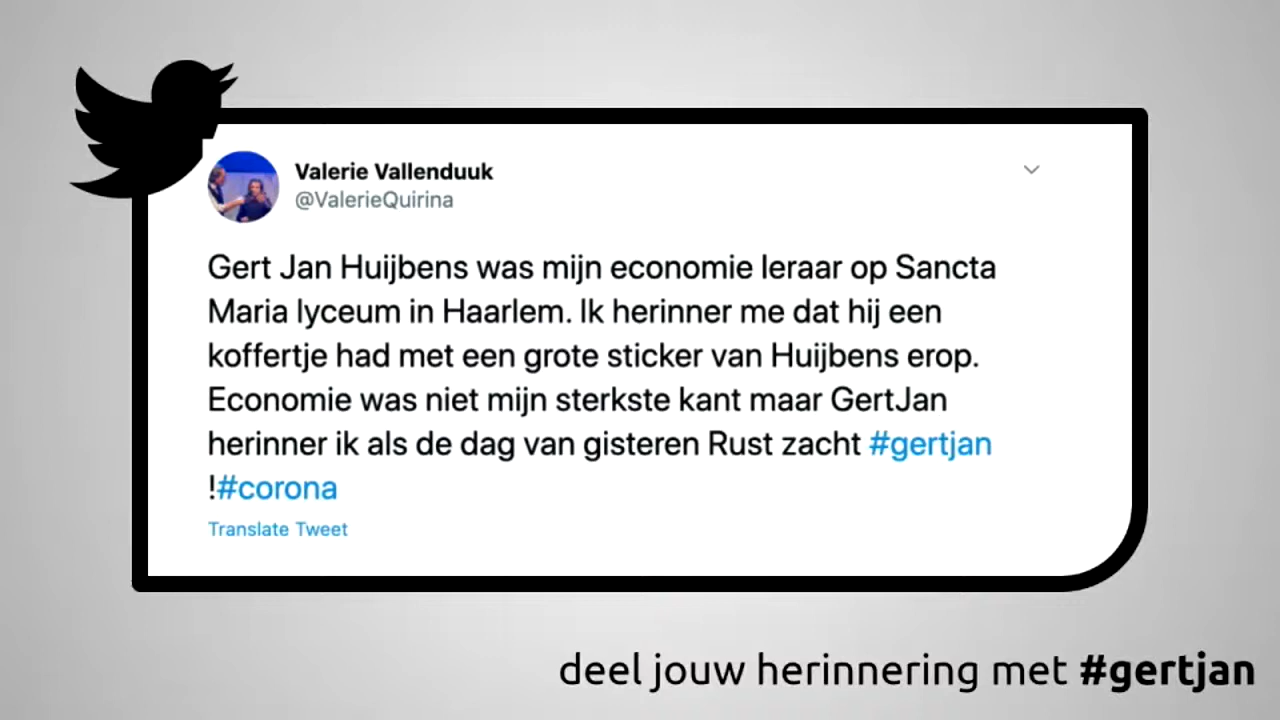 Valerie Vallenduuk
@ValerieQuirina
Gert Jan Huijbens was mijn economie leraar op Sancta
Maria lyceum in Haarlem. Ik herinner me dat hij een
koffertje had met een grote sticker van Huijbens erop.
Economie was niet mijn sterkste kant maar GertJan
herinner ik als de dag van gisteren Rust zacht #gertjan
!#corona
Translate Tweet
deel jouw herinnering met #gertjan